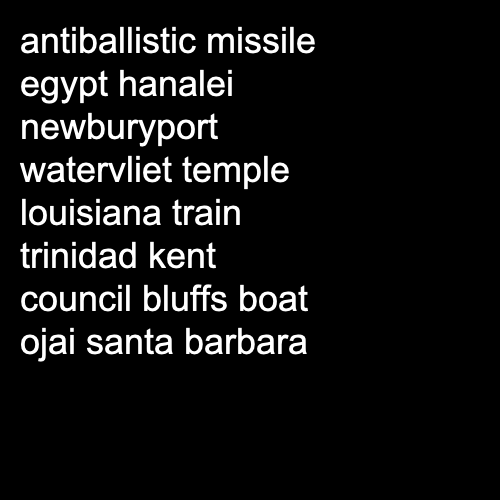 antiballistic missile
egypt hanalei
newburyport
watervliet temple
louisiana train
trinidad kent
council bluffs boat
ojai santa barbara